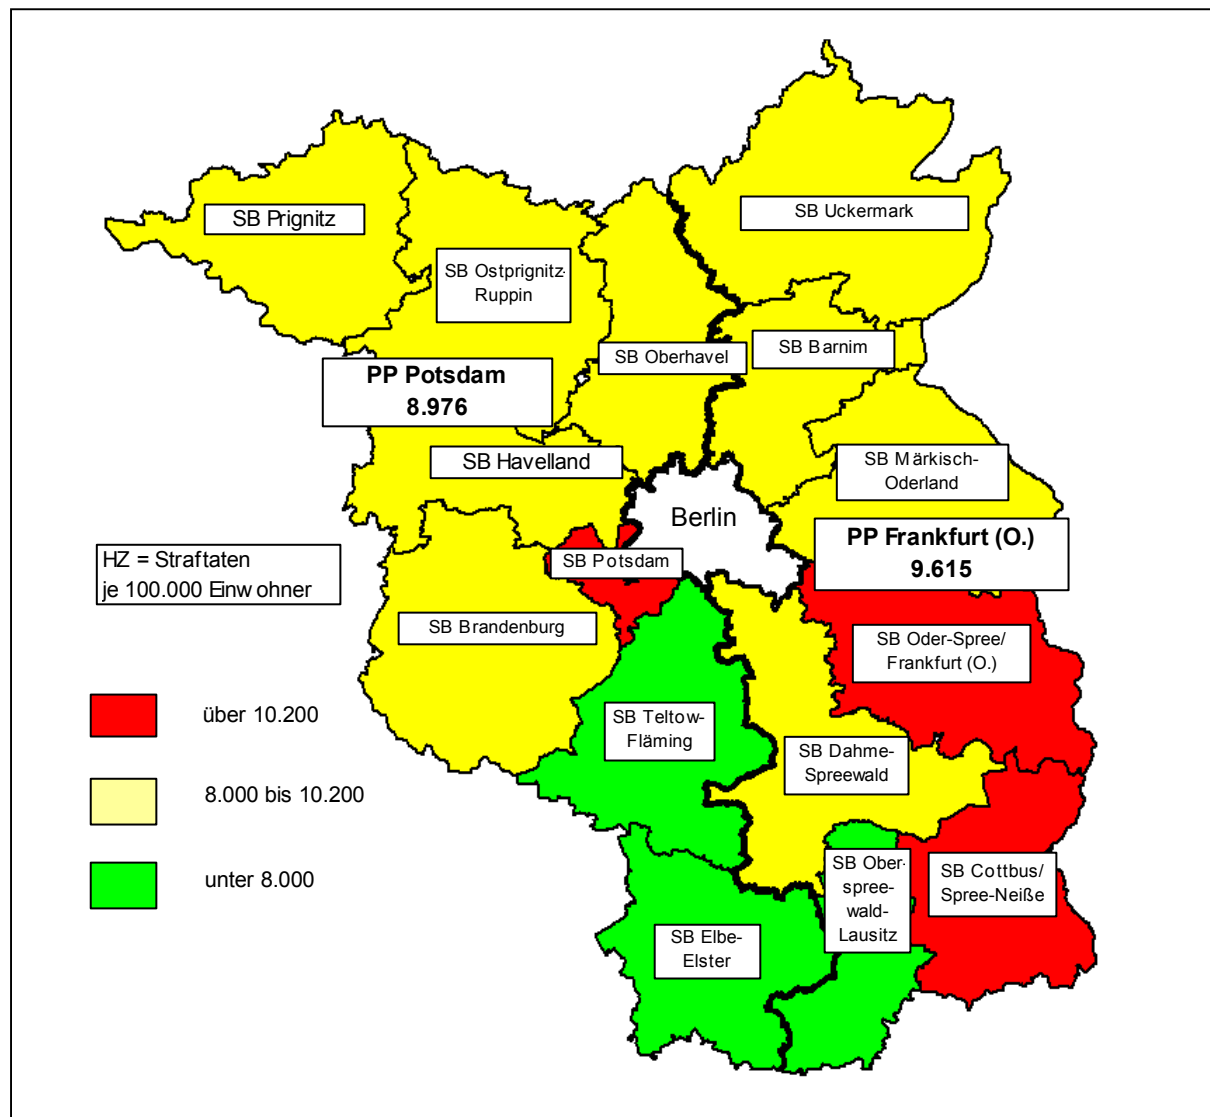 SB Prignitz
SB Uckermark
SB Ostprignitz-
Ruppin
SB Oberhavel
SB Barnim
PP Potsdam
8.976
SB Havelland
SB Märkisch-
Oderland
Berlin
PP Frankfurt (O.)
9.615
HZ = Straftaten
je 100.000 Einwohner
SB Potsdam
SB Brandenburg
SB Oder-Spree/
Frankfurt (O.)
über 10.200
SB Teltow-
Fläming
SB Dahme-
Spreewald
8.000 bis 10.200
unter 8.000
SB Ober-
spree-
wald-
Lausitz
SB Cottbus/
Spree-Neiße
SB Elbe-
Elster